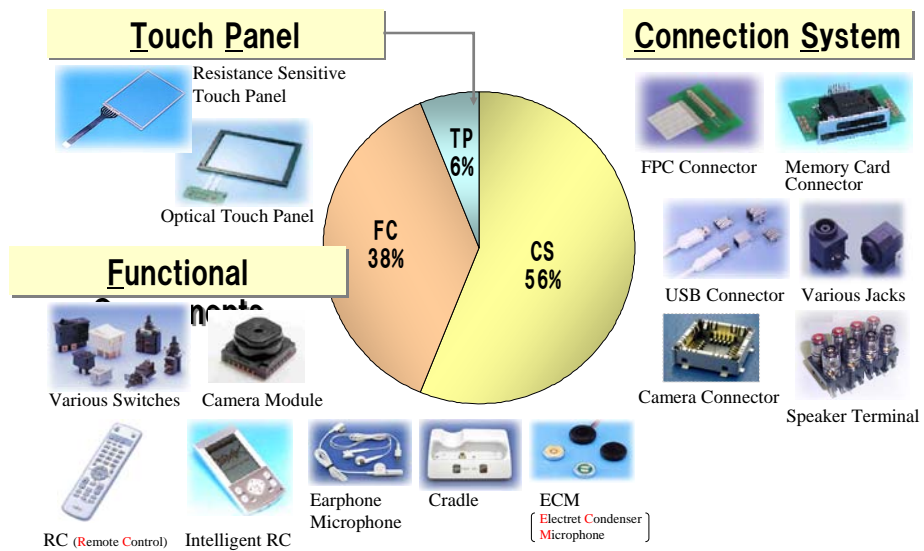 Touch Panel
Resistance Sensitive
Touch Panel
Optical Touch Panel
Connection System
FPC Connector
Memory Card
Connector
USB Connector
Various Jacks
Camera Connector
Speaker Terminal
TP
6%
FC
38%
CS
56%
Functional
Various Switches
Camera Module
RC (Remote Control)
Intelligent RC
Earphone
Microphone
Cradle
ECM
Electret Condenser
Microphone